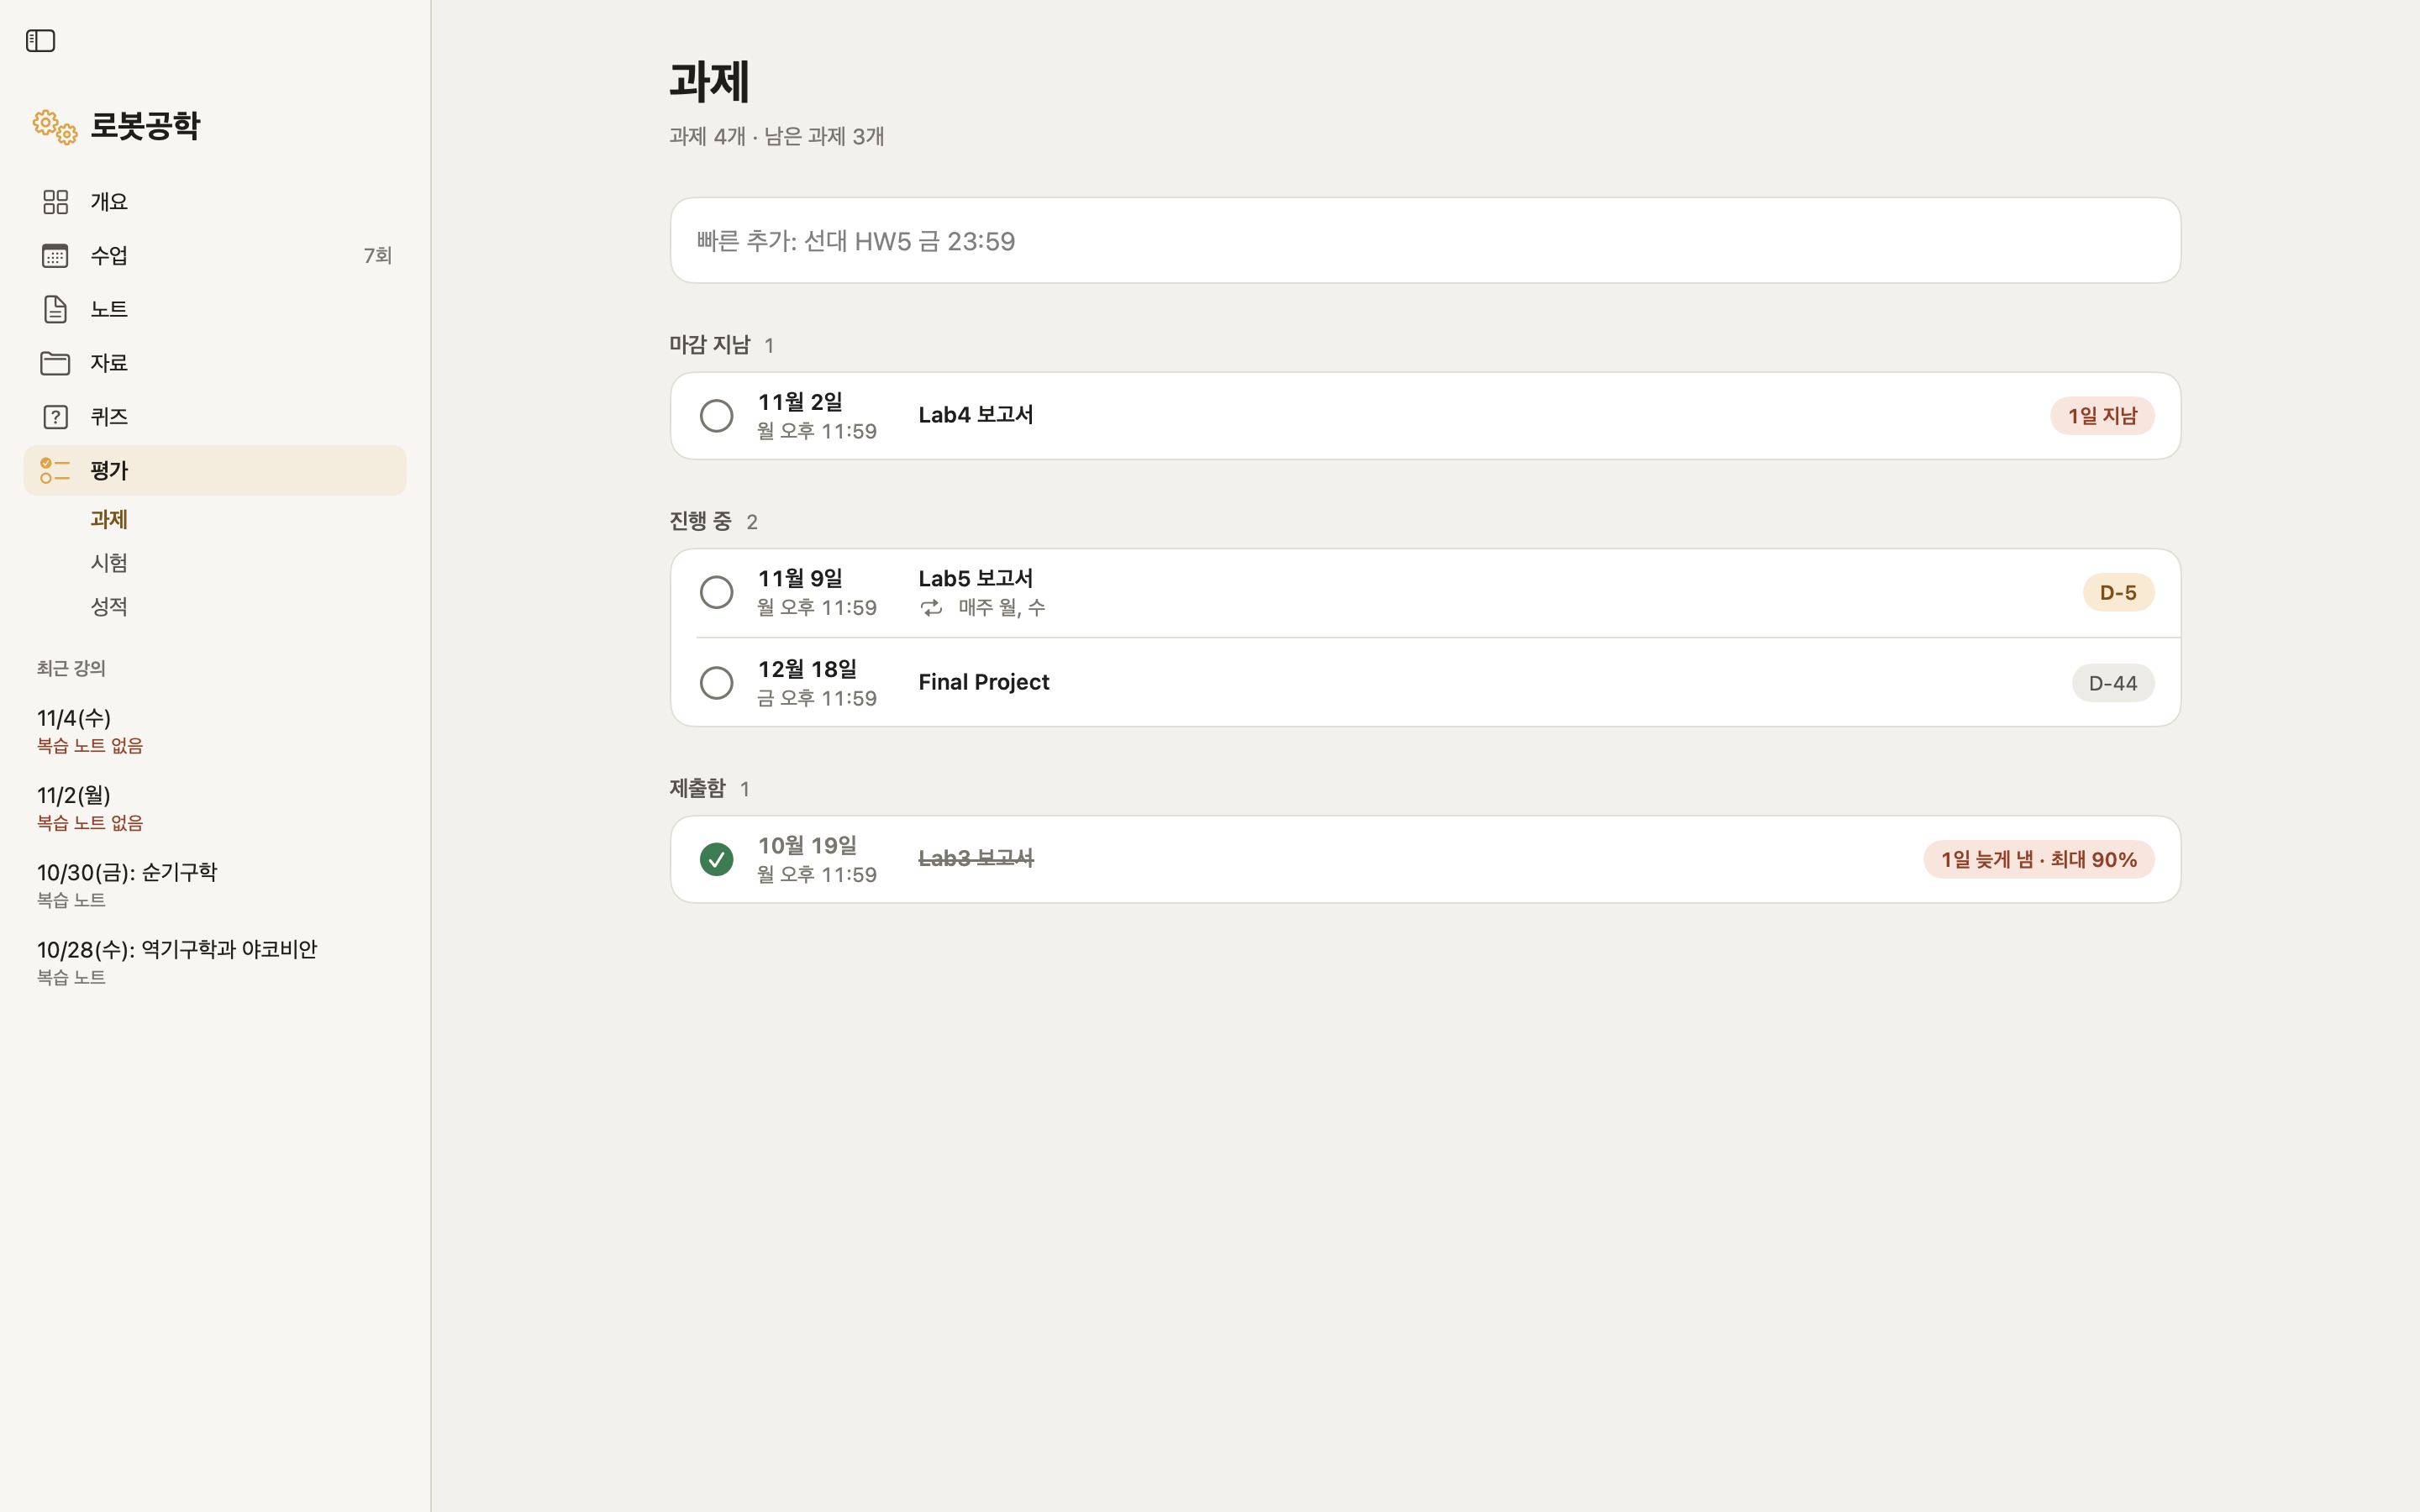 로봇공학
개요
수업 7회
노트
자료
퀴즈
평가
과제
시험
성적
최근 강의
11/4(수)
복습 노트 없음
11/2(월)
복습 노트 없음
10/30(금): 순기구학
복습 노트
10/28(수): 역기구학과 야코비안
복습 노트
과제
과제 4개 · 남은 과제 3개
빠른 추가: 선대 HW5 금 23:59
마감 지남 1
11월 2일
월 오후 11:59
Lab4 보고서
1일 지남
진행 중 2
11월 9일
월 오후 11:59
Lab5 보고서
매주 월, 수
D-5
12월 18일
금 오후 11:59
Final Project
D-44
제출함 1
10월 19일
월 오후 11:59
Lab3 보고서
1일 늦게 냄 · 최대 90%